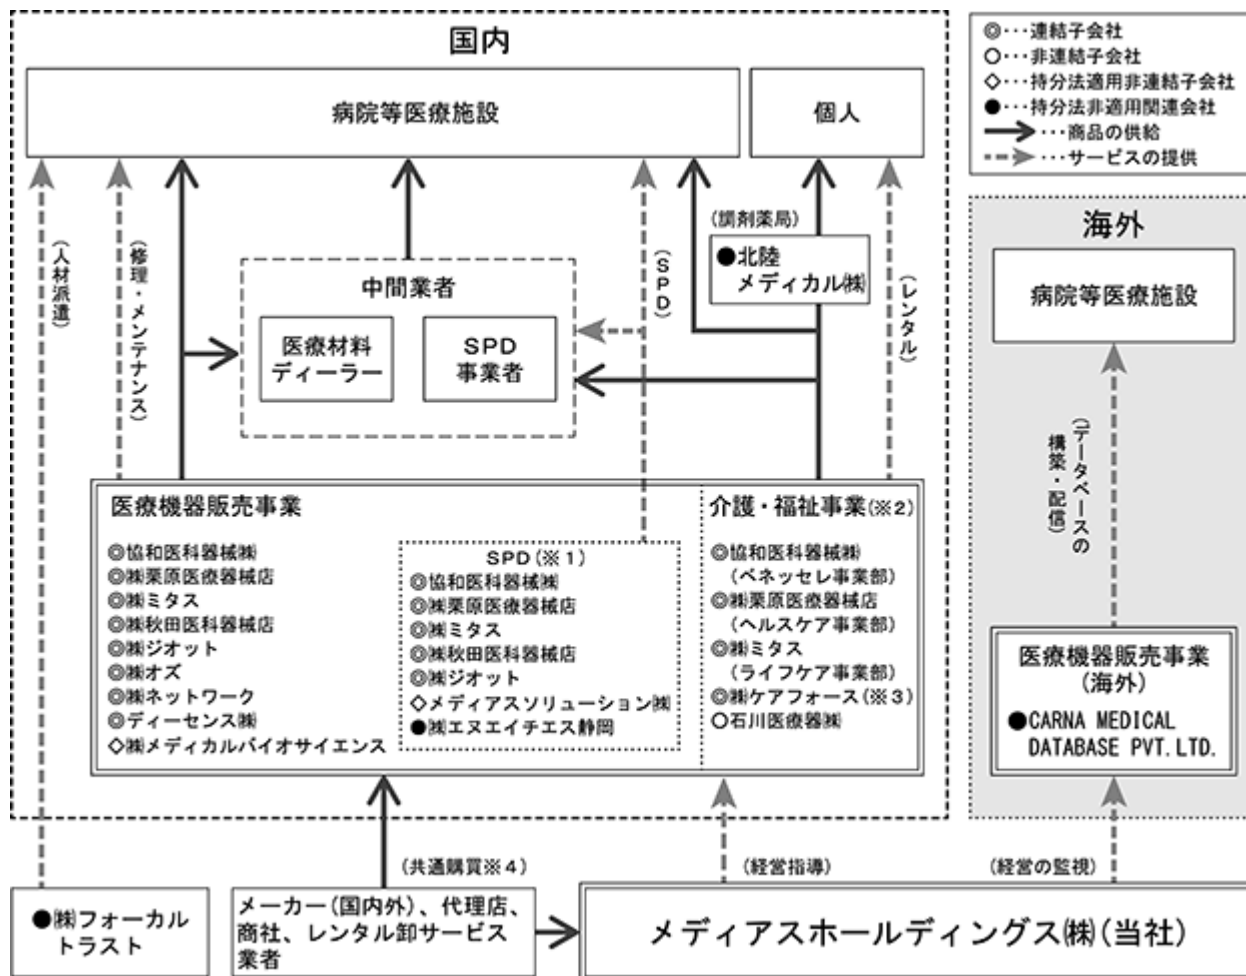 国内
病院等医療施設
個人
◎･･･連結子会社
○･･･非連結子会社
◇･･･持分法適用非連結子会社
●･･･持分法非適用関連会社
･･･商品の供給
･･･サービスの提供
(人材派遣)
(修理・メンテナンス)
中間業者
医療材料
ディーラー
SPD
事業者
(SPD)
(調剤薬局)
●北陸
メディカル㈱
(レンタル)
海外
病院等医療施設
(データベースの
構築・配信)
医療機器販売事業
◎協和医科器械㈱
◎㈱栗原医療器械店
◎㈱ミタス
◎㈱秋田医科器械店
◎㈱ジオット
◎㈱オズ
◎㈱ネットワーク
◎ディーセンス㈱
◇㈱メディカルバイオサイエンス
SPD(※1)
◎協和医科器械㈱
◎㈱栗原医療器械店
◎㈱ミタス
◎㈱秋田医科器械店
◎㈱ジオット
◇メディアスソリューション㈱
●㈱エヌエイチエス静岡
介護・福祉事業(※2)
◎協和医科器械㈱
(ベネッセレ事業部)
◎㈱栗原医療器械店
(ヘルスケア事業部)
◎㈱ミタス
(ライフケア事業部)
◎㈱ケアフォース(※3)
○石川医療器㈱
医療機器販売事業
(海外)
●CARNA MEDICAL
DATABASE PVT.LTD.
(共通購買※4)
(経営指導)
(経営の監視)
●㈱フォーカル
トラスト
メーカー(国内外)、代理店、
商社、レンタル卸サービス
業者
メディアスホールディングス㈱(当社)